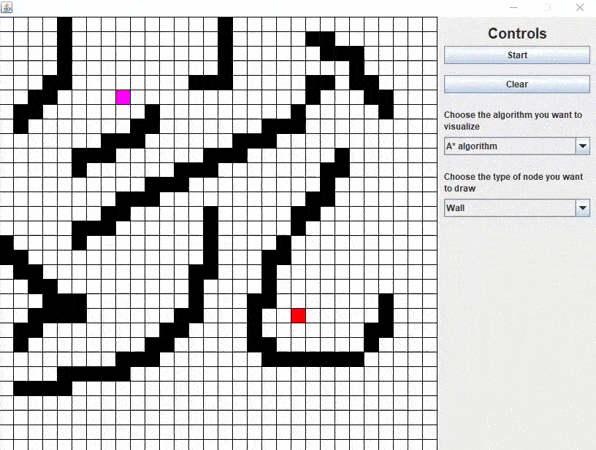 Controls
Start
Clear
Choose the algorithm you want to
visualize
A* algorithm
Choose the type of node you want
to draw
Wall